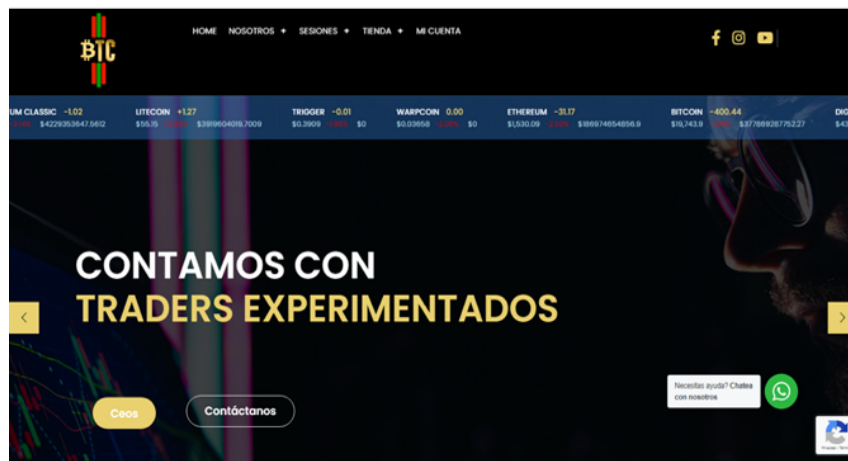 BTC
HOME NOSOTROS + SESIONES + TIENDA + MI CUENTA
UM CLASSIC -1.02 LITECOIN +1.27 TRIGGER -0.01 WARPCOIN 0.00 ETHEREUM -31.17 BITCOIN -400.44 DIG
$4229353647.5612 $55.15 $3919604019.7009 $0.3909 $0 $0.03658 $0 $1,530.09 $186974654856.9 $19,743.9 $377869287752.27 $43
CONTAMOS CON
TRADERS EXPERIMENTADOS
Necesitas ayuda? Chatea
con nosotros
Ceos Contáctanos